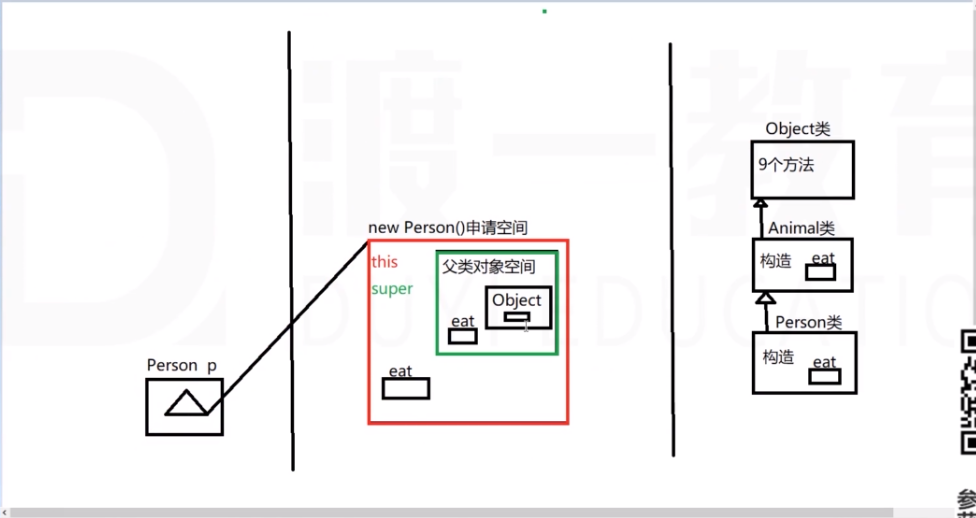 渡一教育
DUYI EDUCATION
Object类
9个方法
new Person()申请空间
this
super
父类对象空间
Object
eat
eat
Person p
Animal类
构造
eat
Person类
构造
eat